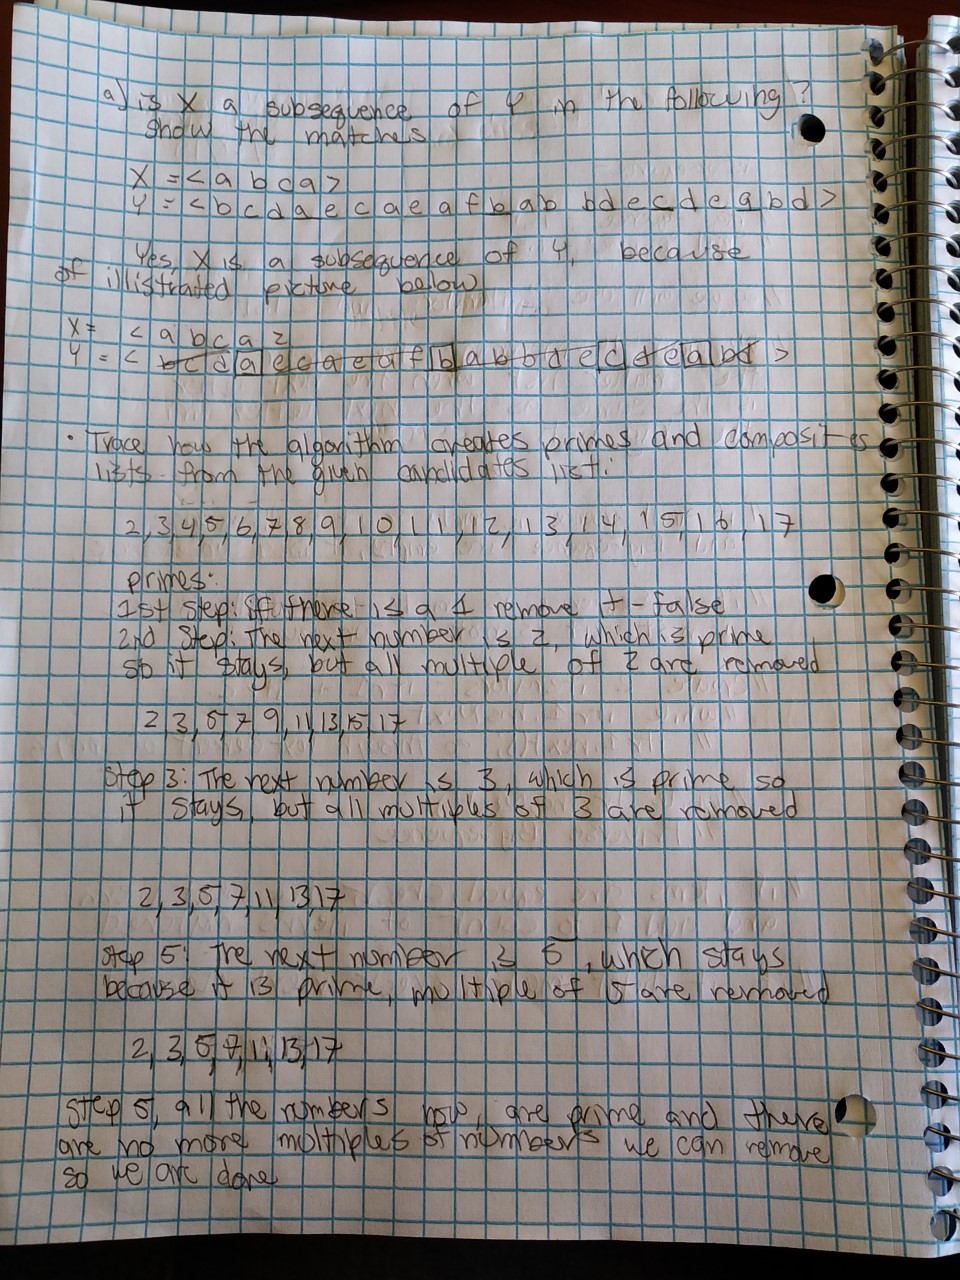 a) is X a subsequence of Y in the following?
show the matches
X = < a b c a >
Y = < b c d a e c a e a f b a b b d e c d e a b d >
Yes, X is a subsequence of Y, because
of illistraited picture below
X = < a b c a >
Y = < b c d a e c a e a f b a b b d e c d e a b d >
• Trace how the algorithm creates primes and composites
lists from the given candidates list:
2, 3, 4, 5, 6, 7, 8, 9, 10, 11, 12, 13, 14, 15, 16, 17
primes:
1st step: if there is a 1 remove it - false
2nd Step: The next number is 2, which is prime
so it stays, but all multiple of 2 are removed
2, 3, 5, 7, 9, 11, 13, 15, 17
Step 3: The next number is 3, which is prime so
it stays, but all multiples of 3 are removed
2, 3, 5, 7, 11, 13, 17
step 5: The next number is 5, which stays
because it is prime, multiple of 5 are removed
2, 3, 5, 7, 11, 13, 17
Step 5, all the numbers now, are prime and there
are no more multiples of numbers we can remove
so we are done